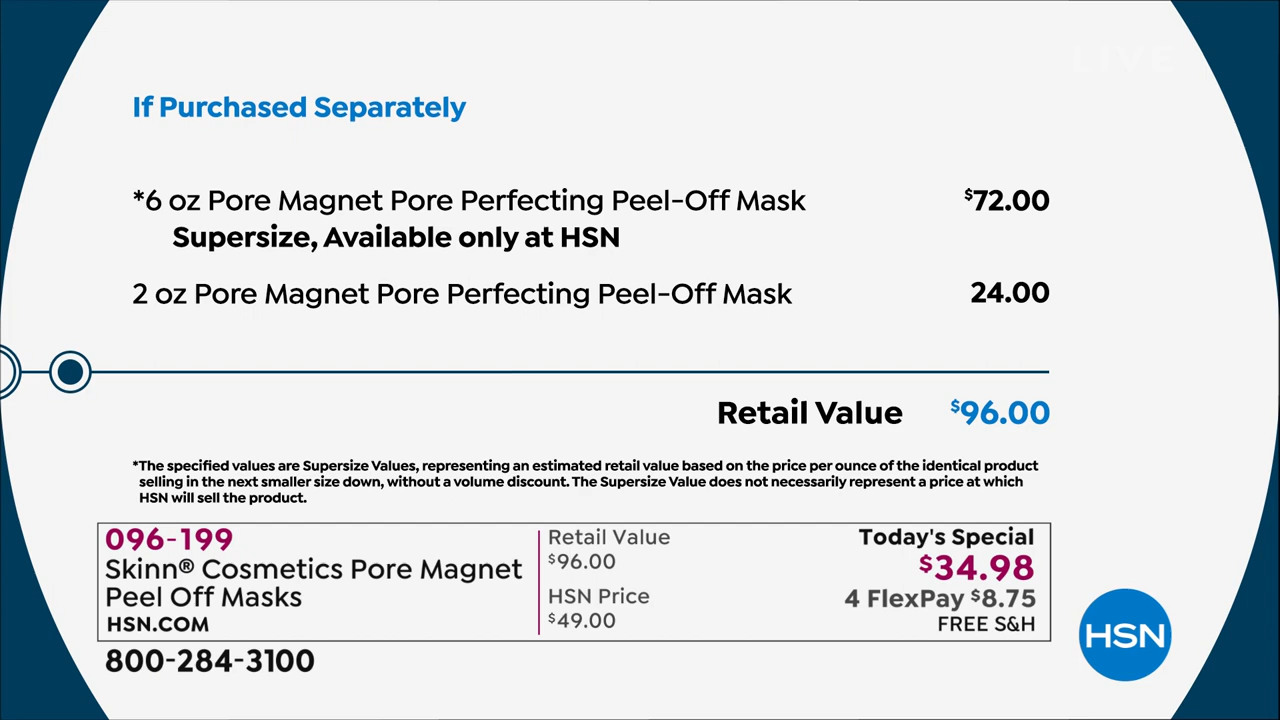 LIVE
If Purchased Separately
*6 oz Pore Magnet Pore Perfecting Peel-Off Mask $72.00
Supersize, Available only at HSN
2 oz Pore Magnet Pore Perfecting Peel-Off Mask 24.00
Retail Value $96.00
*The specified values are Supersize Values, representing an estimated retail value based on the price per ounce of the identical product
selling in the next smaller size down, without a volume discount. The Supersize Value does not necessarily represent a price at which
HSN will sell the product.
096-199
Skinn® Cosmetics Pore Magnet
Peel Off Masks
HSN.COM
Retail Value
$96.00
HSN Price
$49.00
Today's Special
$34.98
4 FlexPay $8.75
FREE S&H
800-284-3100
HSN